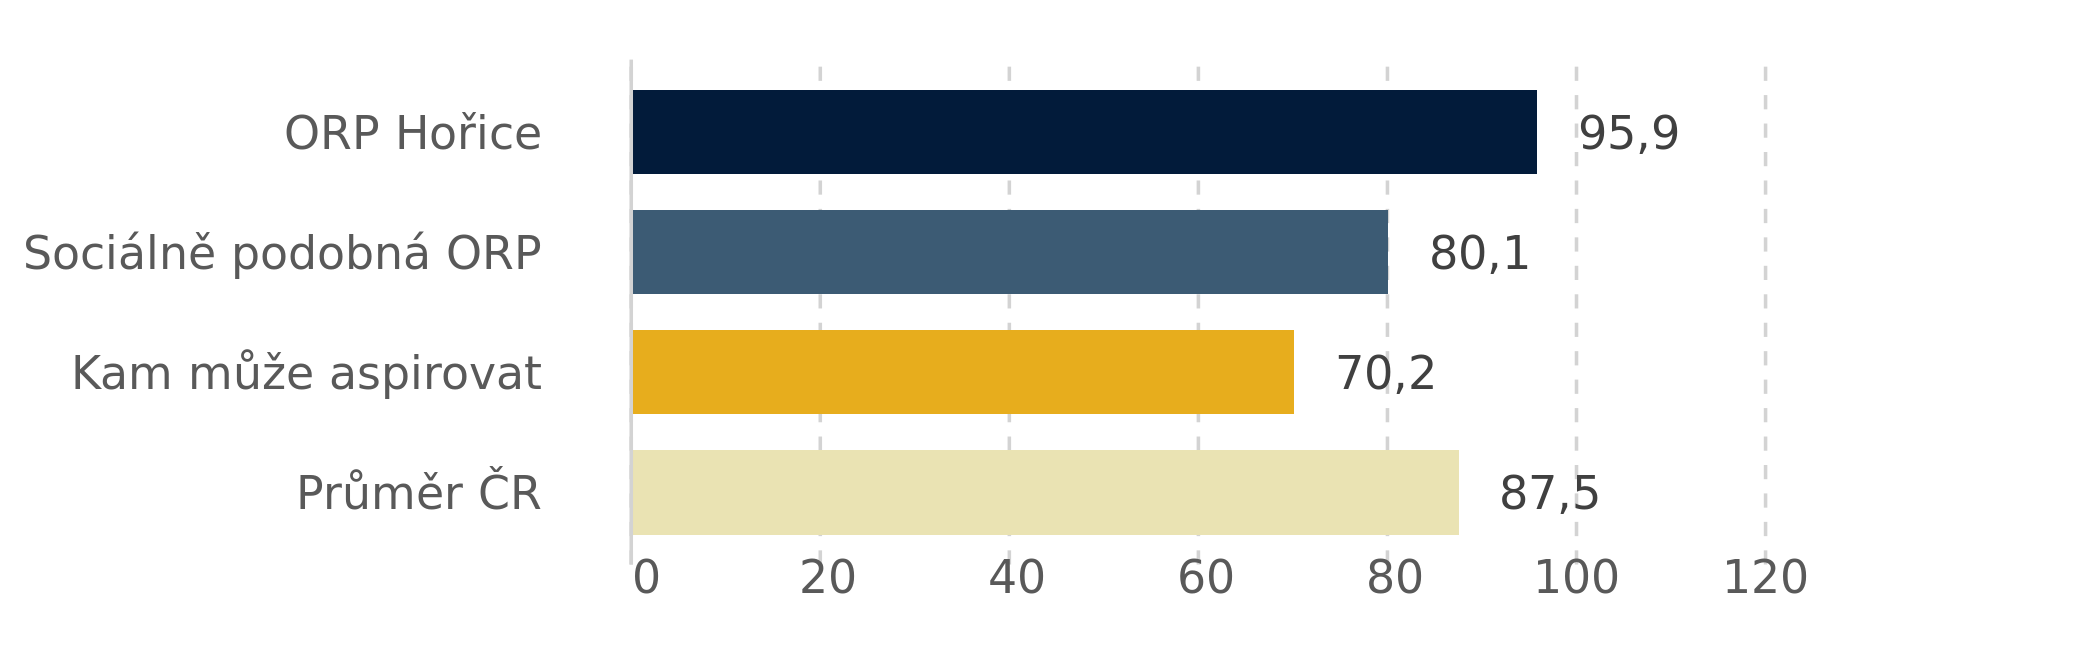 ORP Hořice 95,9
Sociálně podobná ORP 80,1
Kam může aspirovat 70,2
Průměr ČR 87,5
0 20 40 60 80 100 120